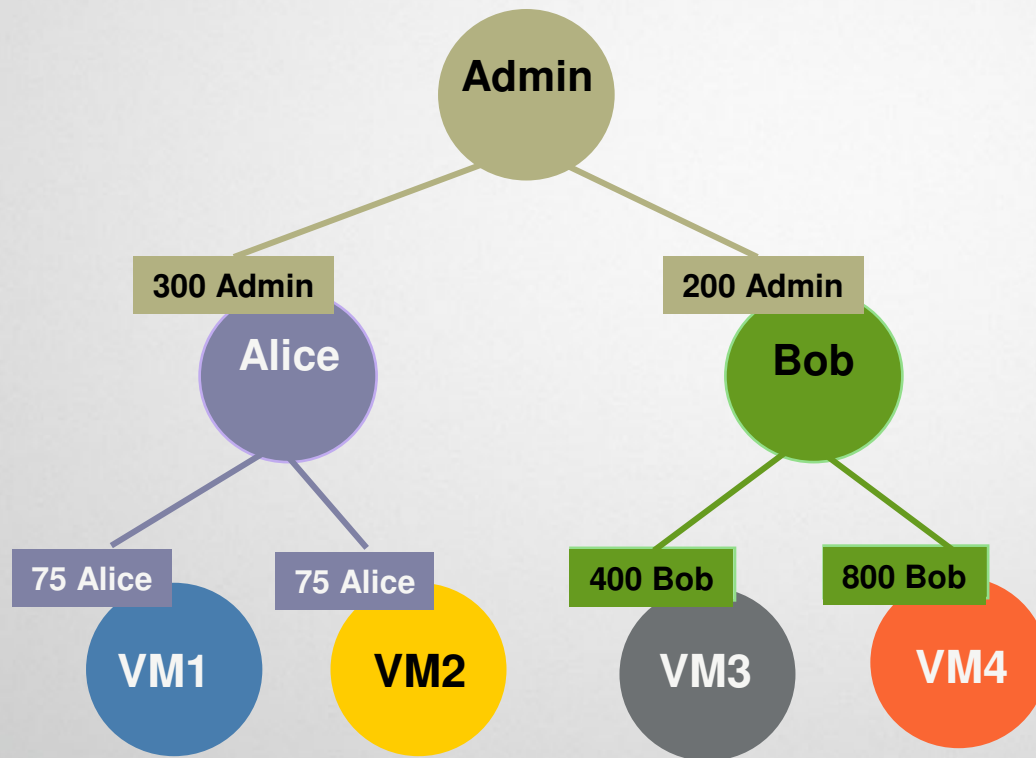 Admin
300 Admin
200 Admin
Alice
Bob
75 Alice
75 Alice
400 Bob
800 Bob
VM1
VM2
VM3
VM4